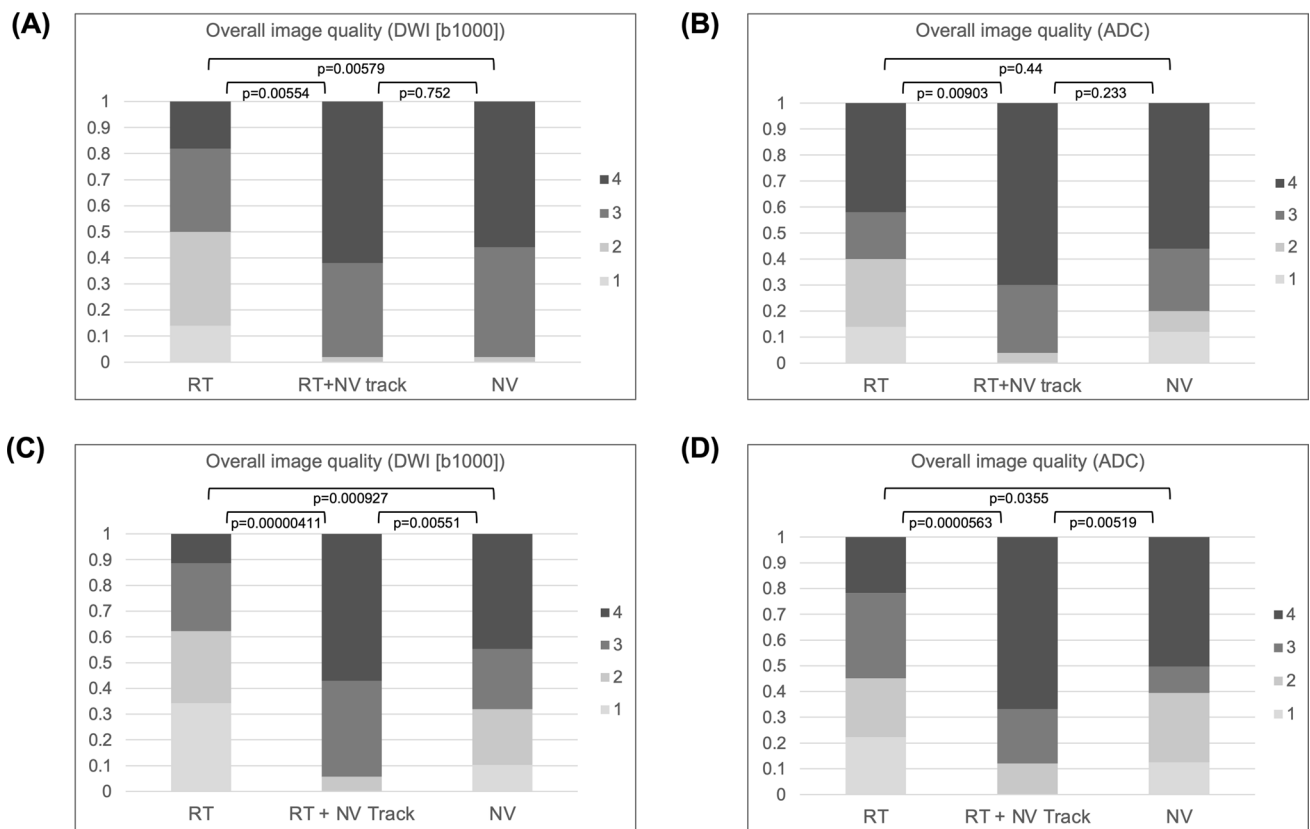 (A)
Overall image quality (DWI [b1000])
p=0.00579
p=0.00554
p=0.752
1
0.9
0.8
0.7
0.6
0.5
0.4
0.3
0.2
0.1
0
RT
RT+NV track
NV
4
3
2
1
(B)
Overall image quality (ADC)
p=0.44
p= 0.00903
p=0.233
1
0.9
0.8
0.7
0.6
0.5
0.4
0.3
0.2
0.1
0
RT
RT+NV track
NV
4
3
2
1
(C)
Overall image quality (DWI [b1000])
p=0.000927
p=0.00000411
p=0.00551
1
0.9
0.8
0.7
0.6
0.5
0.4
0.3
0.2
0.1
0
RT
RT + NV Track
NV
4
3
2
1
(D)
Overall image quality (ADC)
p=0.0355
p=0.0000563
p=0.00519
1
0.9
0.8
0.7
0.6
0.5
0.4
0.3
0.2
0.1
0
RT
RT + NV Track
NV
4
3
2
1